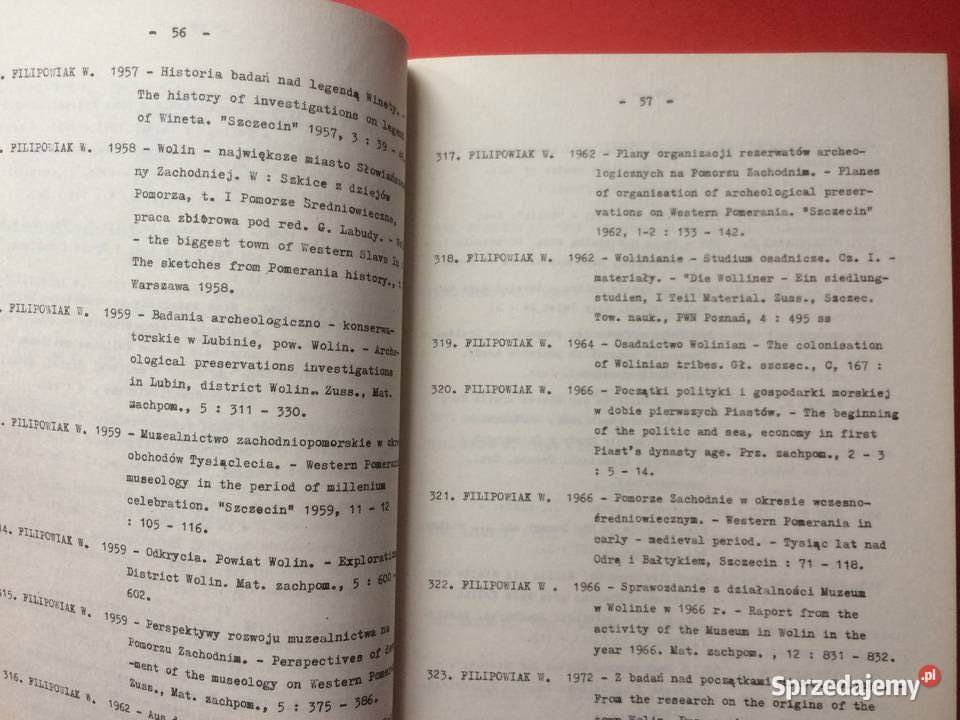 - 56 -
. FILIPOWIAK W. 1957 - Historia badań nad legendą Winety. -
The history of investigations on legend
of Wineta. "Szczecin" 1957, 3 : 39 -
. FILIPOWIAK W. 1958 - Wolin - największe miasto Słowiańszczy
ny Zachodniej. W : Szkice z dziejów
Pomorza, t. I Pomorze Średniowieczne,
praca zbiorowa pod red. G. Labudy. -
- the biggest town of Western Slavs in
The sketches from Pomerania history.,
Warszawa 1958.
. FILIPOWIAK W. 1959 - Badania archeologiczno - konserwa-
torskie w Lubinie, pow. Wolin. - Arche-
ological preservations investigations
in Lubin, district Wolin. Zuss., Mat.
zachpom., 5 : 311 - 330.
. FILIPOWIAK W. 1959 - Muzealnictwo zachodniopomorskie w okre
obchodów Tysiąclecia. - Western Pomerani
museology in the period of millenium
celebration. "Szczecin" 1959, 11 - 12
: 105 - 116.
4. FILIPOWIAK W. 1959 - Odkrycia. Powiat Wolin. - Exploration
District Wolin. Mat. zachpom., 5 : 600 -
602.
315. FILIPOWIAK W. 1959 - Perspektywy rozwoju muzealnictwa na
Pomorzu Zachodnim. - Perspectives of
-ment of the museology on Western Pomer
Zuss., Mat. zachpom., 5 : 375 - 386.
316. FILIPOWIAK W. 1962 - Aus d
- 57 -
317. FILIPOWIAK W. 1962 - Plany organizacji rezerwatów archeo-
logicznych na Pomorzu Zachodnim. - Planes
of organisation of archeological preser-
vations on Western Pomerania. "Szczecin"
1962, 1-2 : 133 - 142.
318. FILIPOWIAK W. 1962 - Wolinianie - Studium osadnicze. Cz. I. -
materiały. - "Die Wolliner - Ein siedlung-
studien, I Teil Material. Zuss., Szczec.
Tow. nauk., PWN Poznań, 4 : 495 ss
319. FILIPOWIAK W. 1964 - Osadnictwo Wolinian - The colonisation
of Wolinian tribes. Gł. szczec., C, 167 :
320. FILIPOWIAK W. 1966 - Początki polityki i gospodarki morskiej
w dobie pierwszych Piastów. - The beginning
of the politic and sea, economy in first
Piast's dynasty age. Prz. zachpom., 2 - 3
: 5 - 14.
321. FILIPOWIAK W. 1966 - Pomorze Zachodnie w okresie wczesno-
średniowiecznym. - Western Pomerania in
carly - medieval period. - Tysiąc lat nad
Odrą i Bałtykiem, Szczecin : 71 - 118.
322. FILIPOWIAK W . 1966 - Sprawozdanie z działalności Muzeum
w Wolinie w 1966 r. - Raport from the
activity of the Museum in Wolin in the
year 1966. Mat. zachpom. , 12 : 831 - 832.
323. FILIPOWIAK W. 1972 - Z badań nad początkami
From the research on the origins of the
town Wolin.
Sprzedajemy.pl